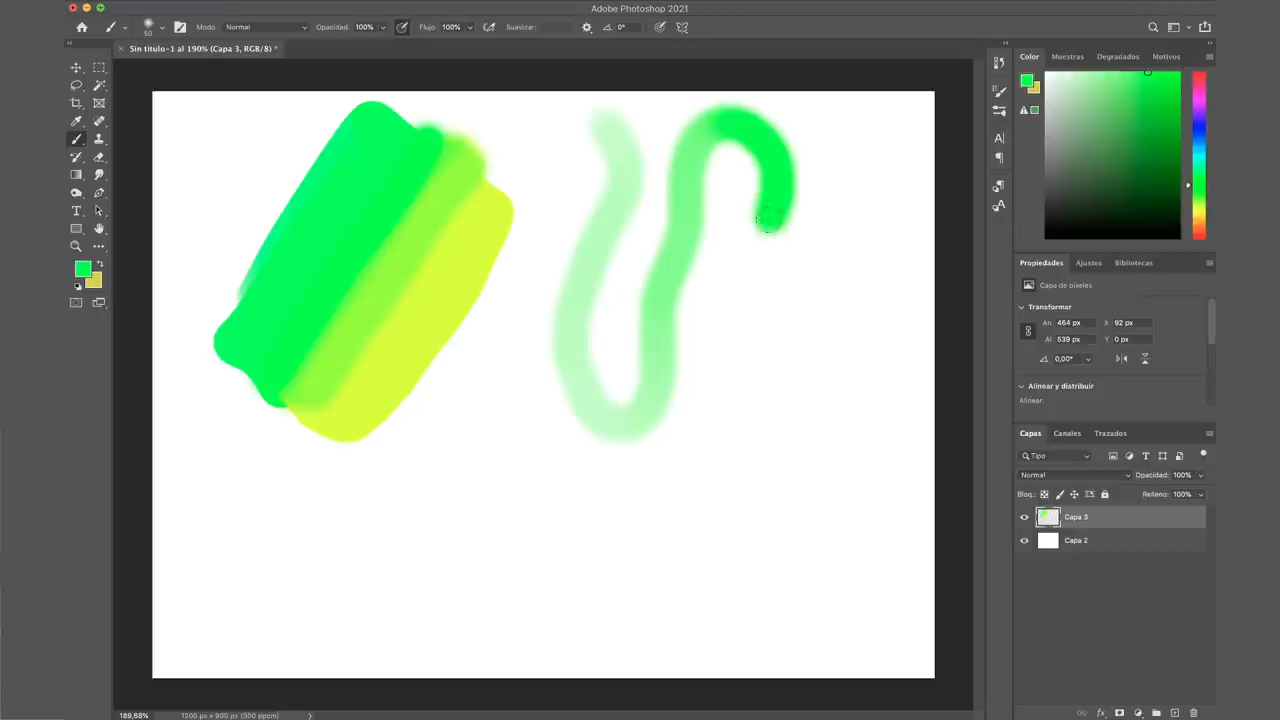 Adobe Photoshop 2021
50 Modo: Normal Opacidad: 100% Flujo: 100% Suavizar: 0°
Sin título-1 al 190% (Capa 3, RGB/8) *
Color Muestras Degradados Motivos
Propiedades Ajustes Bibliotecas
Capa de píxeles
Transformar
An 464 px X 92 px
Al 539 px Y 0 px
0,00°
Alinear y distribuir
Alinear:
Capas Canales Trazados
Tipo
Normal Opacidad: 100%
Bloq.: Relleno: 100%
Capa 3
Capa 2
189,68% 1200 px x 900 px (300 ppcm)